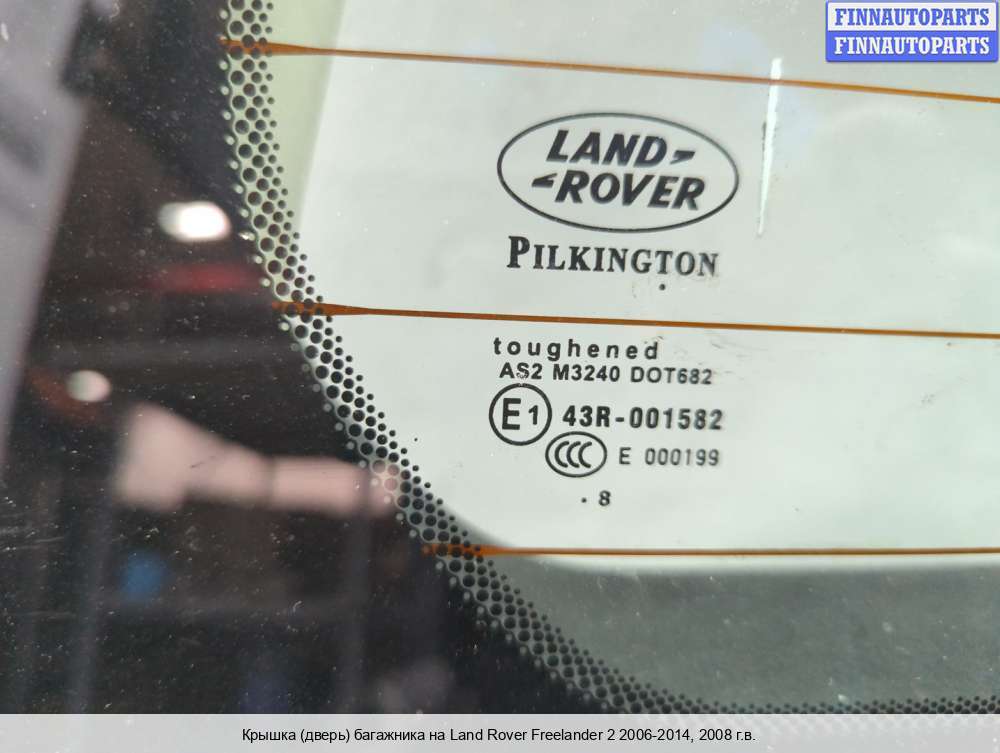 FINNAUTOPARTS
FINNAUTOPARTS
LAND
ROVER
PILKINGTON
toughened
AS2 M3240 DOT682
E1 43R-001582
CCC E 000199
. 8
Крышка (дверь) багажника на Land Rover Freelander 2 2006-2014, 2008 г.в.